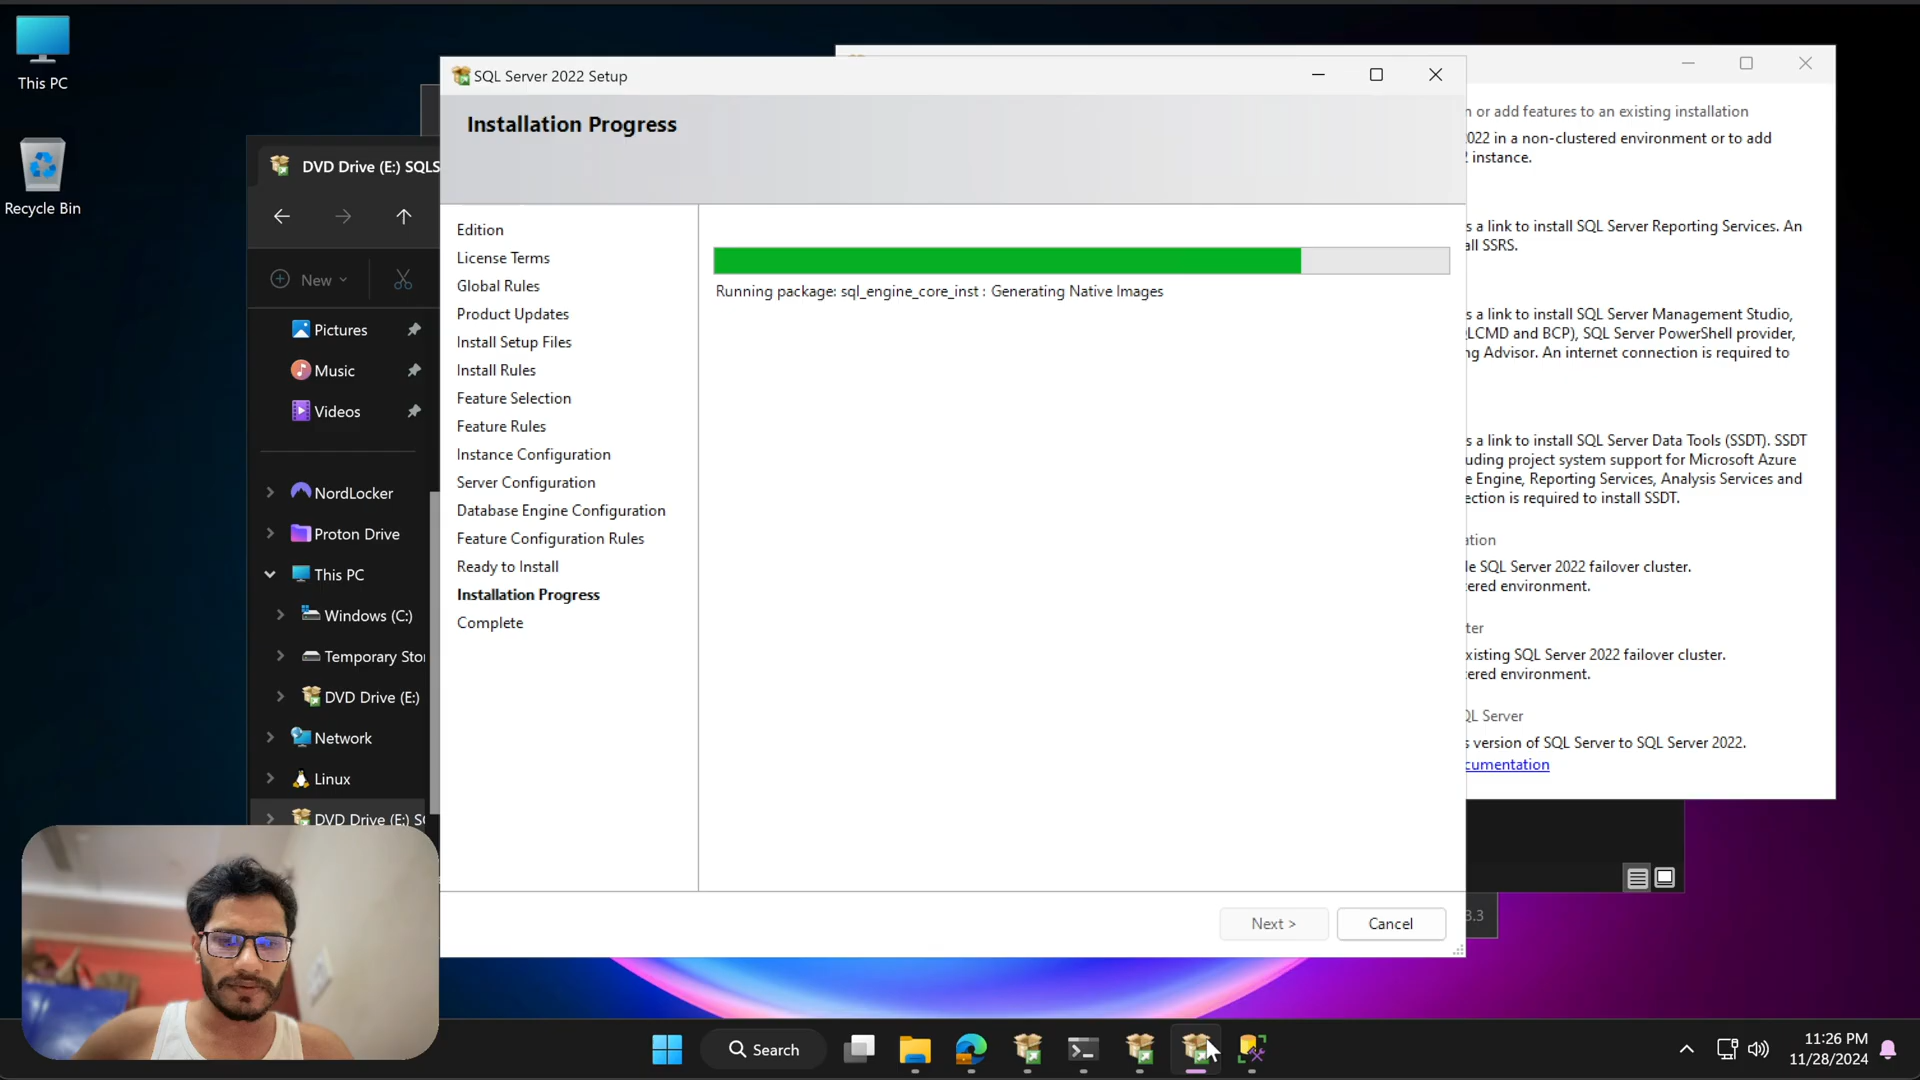 This PC
Recycle Bin
DVD Drive (E:) SQLS
New
Pictures
Music
Videos
NordLocker
Proton Drive
This PC
Windows (C:)
Temporary Stor
DVD Drive (E:)
Network
Linux
DVD Drive (E:) S
SQL Server 2022 Setup
Installation Progress
Edition
License Terms
Global Rules
Product Updates
Install Setup Files
Install Rules
Feature Selection
Feature Rules
Instance Configuration
Server Configuration
Database Engine Configuration
Feature Configuration Rules
Ready to Install
Installation Progress
Complete
Running package: sql_engine_core_inst : Generating Native Images
Next >
Cancel
or add features to an existing installation
022 in a non-clustered environment or to add
instance.
s a link to install SQL Server Reporting Services. An
all SSRS.
s a link to install SQL Server Management Studio,
LCMD and BCP), SQL Server PowerShell provider,
ng Advisor. An internet connection is required to
s a link to install SQL Server Data Tools (SSDT). SSDT
uding project system support for Microsoft Azure
e Engine, Reporting Services, Analysis Services and
ection is required to install SSDT.
ation
le SQL Server 2022 failover cluster.
ered environment.
ter
xisting SQL Server 2022 failover cluster.
ered environment.
QL Server
s version of SQL Server to SQL Server 2022.
cumentation
8.3
Search
11:26 PM
11/28/2024